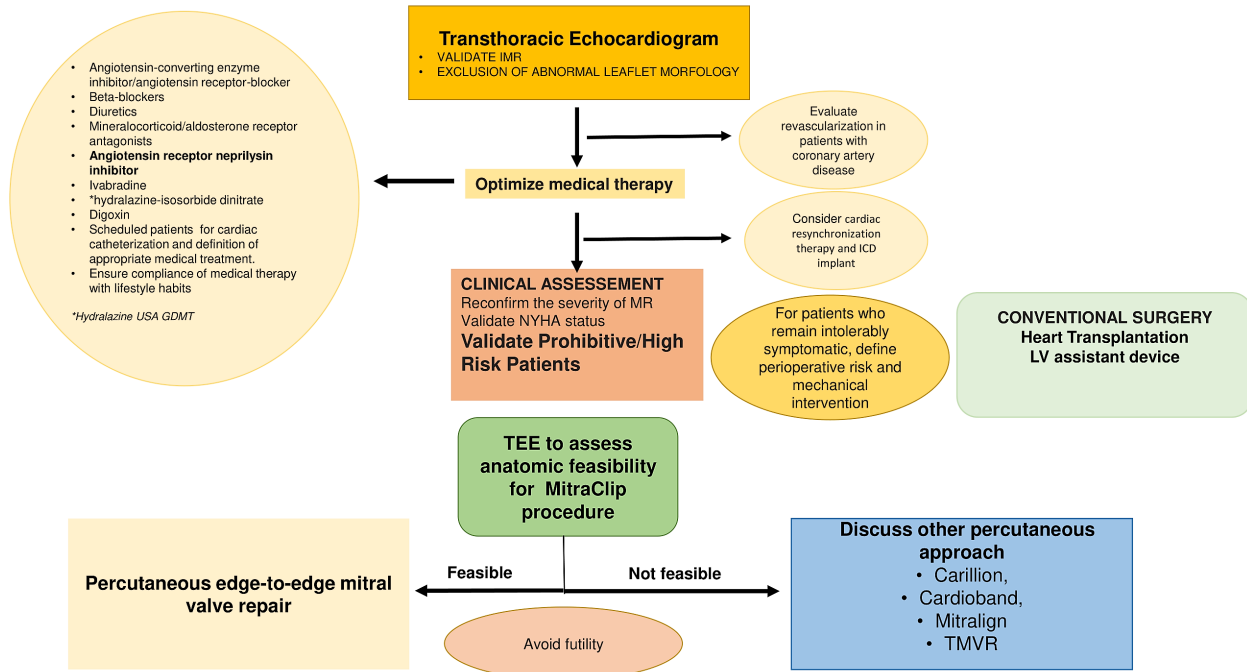 Transthoracic Echocardiogram
• VALIDATE IMR
• EXCLUSION OF ABNORMAL LEAFLET MORFOLOGY
• Angiotensin-converting enzyme
inhibitor/angiotensin receptor-blocker
• Beta-blockers
• Diuretics
• Mineralocorticoid/aldosterone receptor
antagonists
• Angiotensin receptor neprilysin
inhibitor
• Ivabradine
• *hydralazine-isosorbide dinitrate
• Digoxin
• Scheduled patients for cardiac
catheterization and definition of
appropriate medical treatment.
• Ensure compliance of medical therapy
with lifestyle habits
*Hydralazine USA GDMT
Evaluate
revascularization in
patients with
coronary artery
disease
Optimize medical therapy
Consider cardiac
resynchronization
therapy and ICD
implant
CLINICAL ASSESSEMENT
Reconfirm the severity of MR
Validate NYHA status
Validate Prohibitive/High
Risk Patients
For patients who
remain intolerably
symptomatic, define
perioperative risk and
mechanical
intervention
CONVENTIONAL SURGERY
Heart Transplantation
LV assistant device
TEE to assess
anatomic feasibility
for MitraClip
procedure
Feasible
Not feasible
Percutaneous edge-to-edge mitral
valve repair
Avoid futility
Discuss other percutaneous
approach
• Carillion,
• Cardioband,
• Mitralign
• TMVR